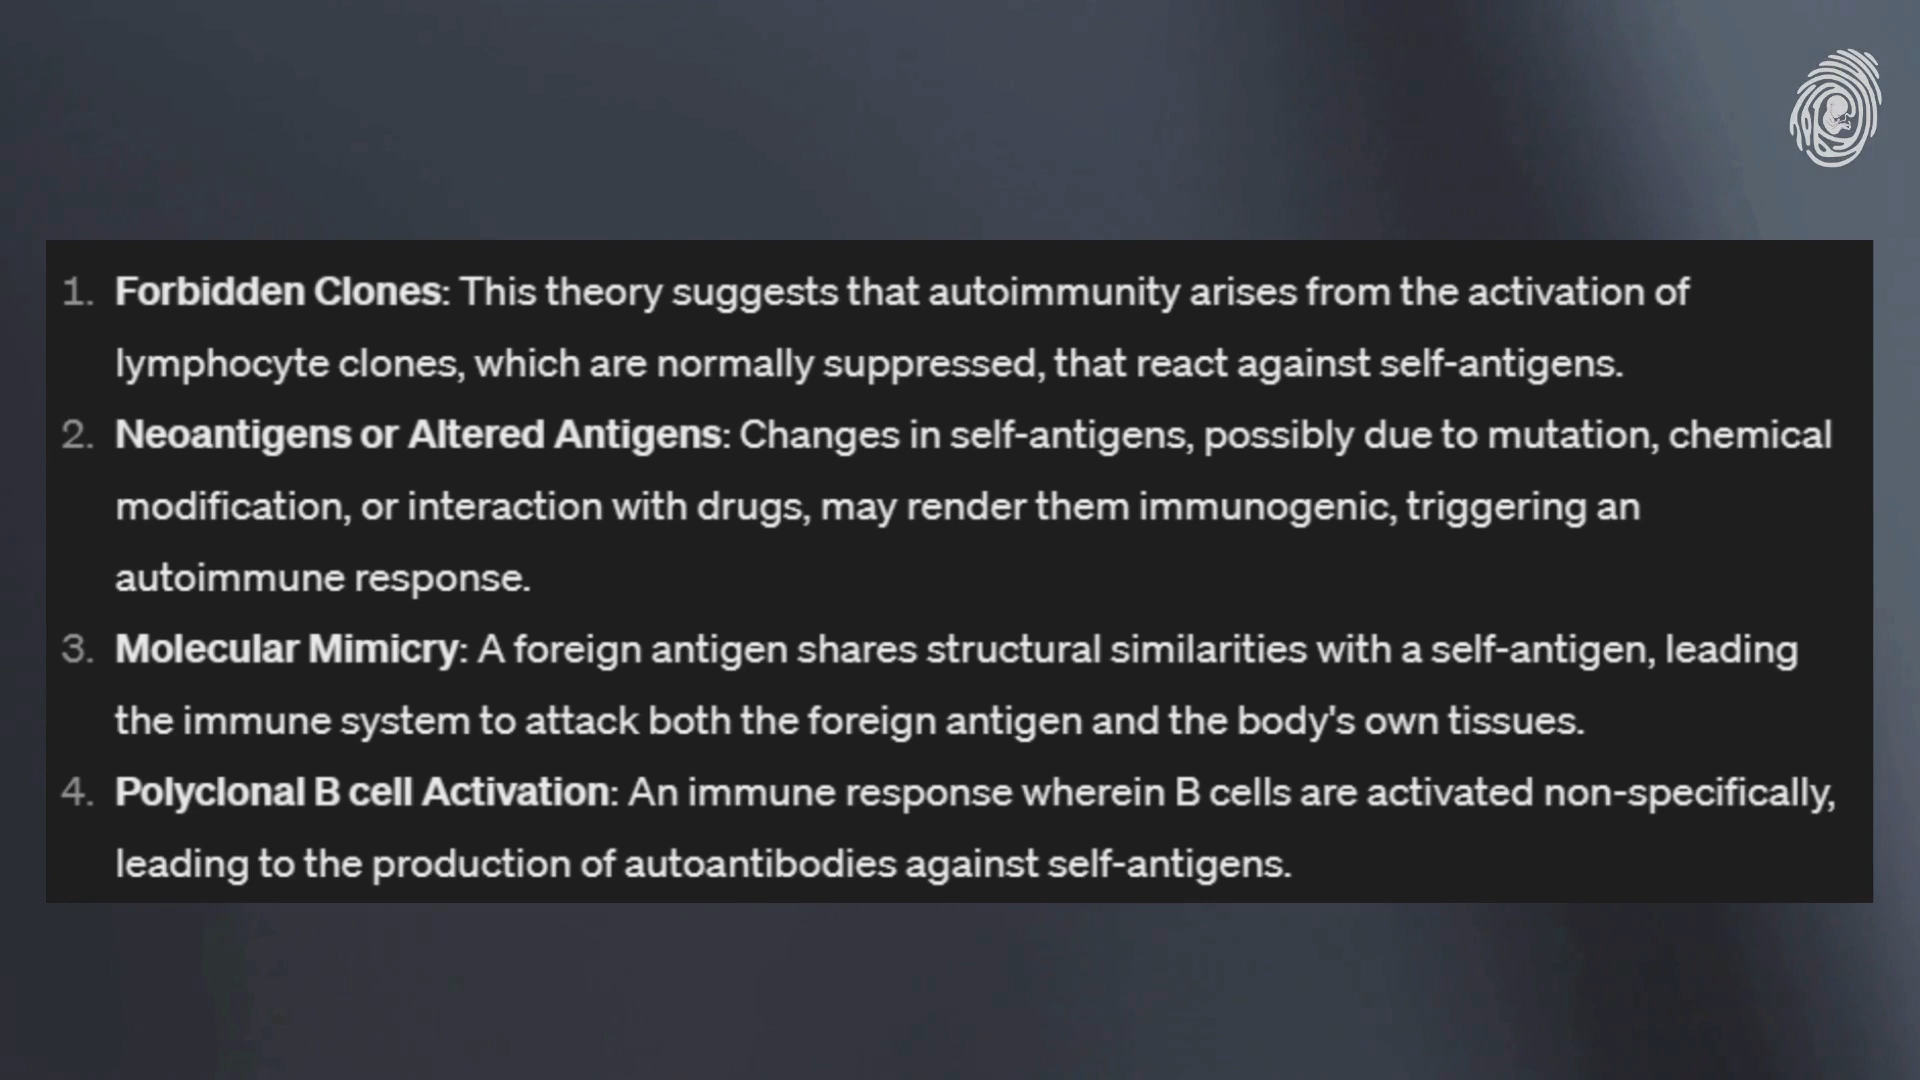 1. Forbidden Clones: This theory suggests that autoimmunity arises from the activation of
lymphocyte clones, which are normally suppressed, that react against self-antigens.
2. Neoantigens or Altered Antigens: Changes in self-antigens, possibly due to mutation, chemical
modification, or interaction with drugs, may render them immunogenic, triggering an
autoimmune response.
3. Molecular Mimicry: A foreign antigen shares structural similarities with a self-antigen, leading
the immune system to attack both the foreign antigen and the body's own tissues.
4. Polyclonal B cell Activation: An immune response wherein B cells are activated non-specifically,
leading to the production of autoantibodies against self-antigens.